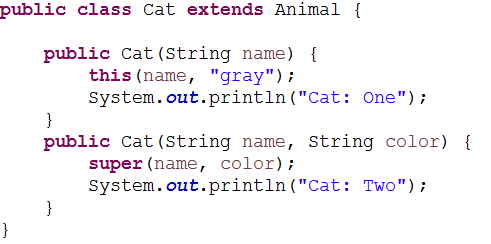 public class Cat extends Animal {
public Cat(String name) {
this(name, "gray");
System.out.println("Cat: One");
}
public Cat(String name, String color) {
super(name, color);
System.out.println("Cat: Two");
}
}